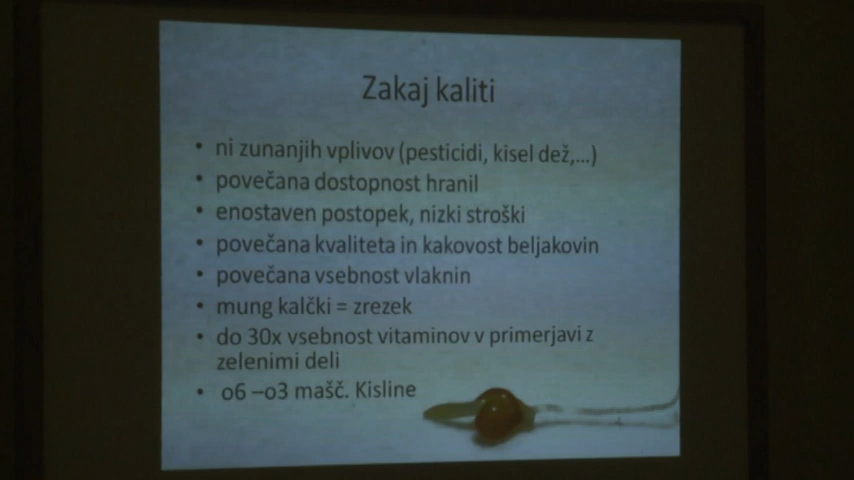 Zakaj kaliti
• ni zunanjih vplivov (pesticidi, kisel dež,...)
• povečana dostopnost hranil
• enostaven postopek, nizki stroški
• povečana kvaliteta in kakovost beljakovin
• povečana vsebnost vlaknin
• mung kalčki = zrezek
• do 30x vsebnost vitaminov v primerjavi z
zelenimi deli
• o6 –o3 mašč. Kisline